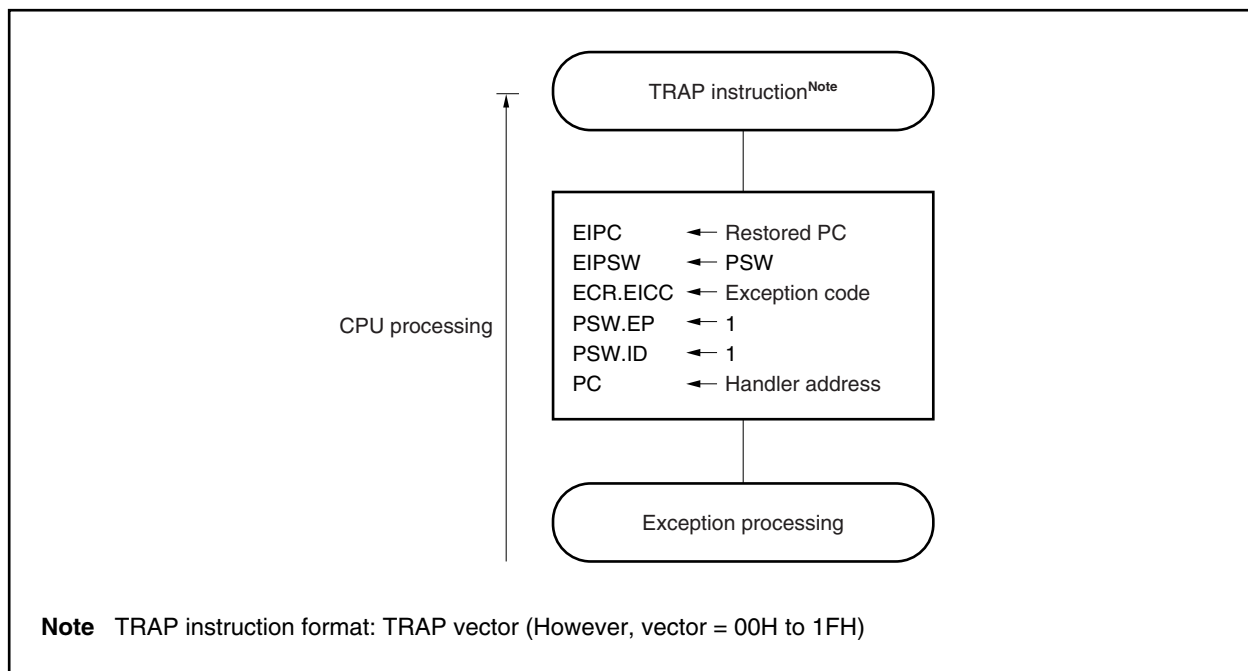 TRAP instructionNote
CPU processing
EIPC ← Restored PC
EIPSW ← PSW
ECR.EICC ← Exception code
PSW.EP ← 1
PSW.ID ← 1
PC ← Handler address
Exception processing
Note TRAP instruction format: TRAP vector (However, vector = 00H to 1FH)